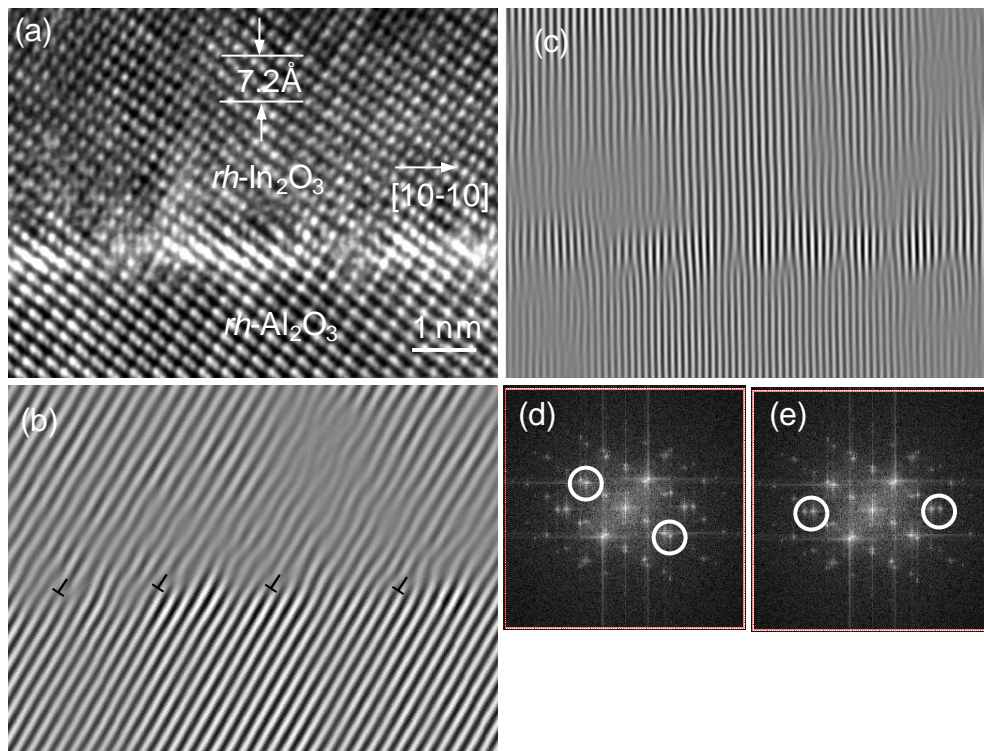 (a)
7.2Å
rh-In₂O₃
[10-10]
rh-Al₂O₃
1 nm
(b)
(c)
(d)
(e)